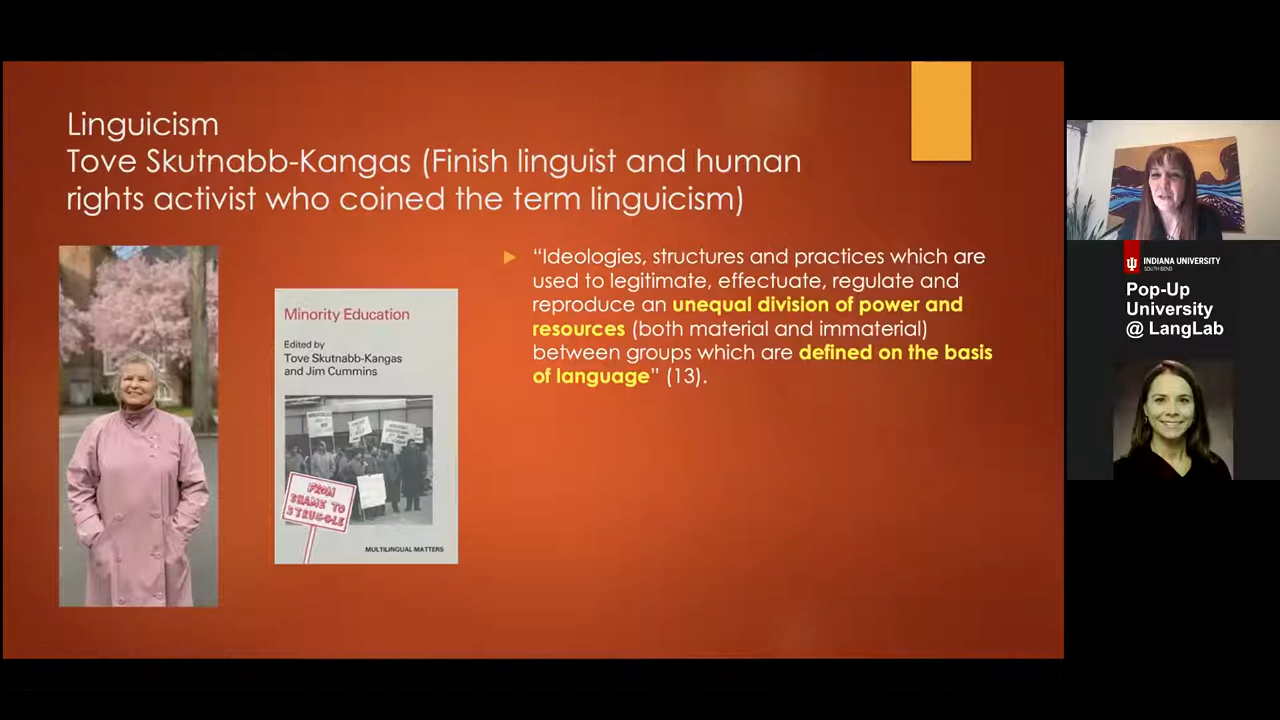 Linguicism
Tove Skutnabb-Kangas (Finish linguist and human
rights activist who coined the term linguicism)
“Ideologies, structures and practices which are
used to legitimate, effectuate, regulate and
reproduce an unequal division of power and
resources (both material and immaterial)
between groups which are defined on the basis
of language” (13).
Minority Education
Edited by
Tove Skutnabb-Kangas
and Jim Cummins
FROM
SHAME TO
STRUGGLE
MULTILINGUAL MATTERS
INDIANA UNIVERSITY
SOUTH BEND
Pop-Up
University
@ LangLab